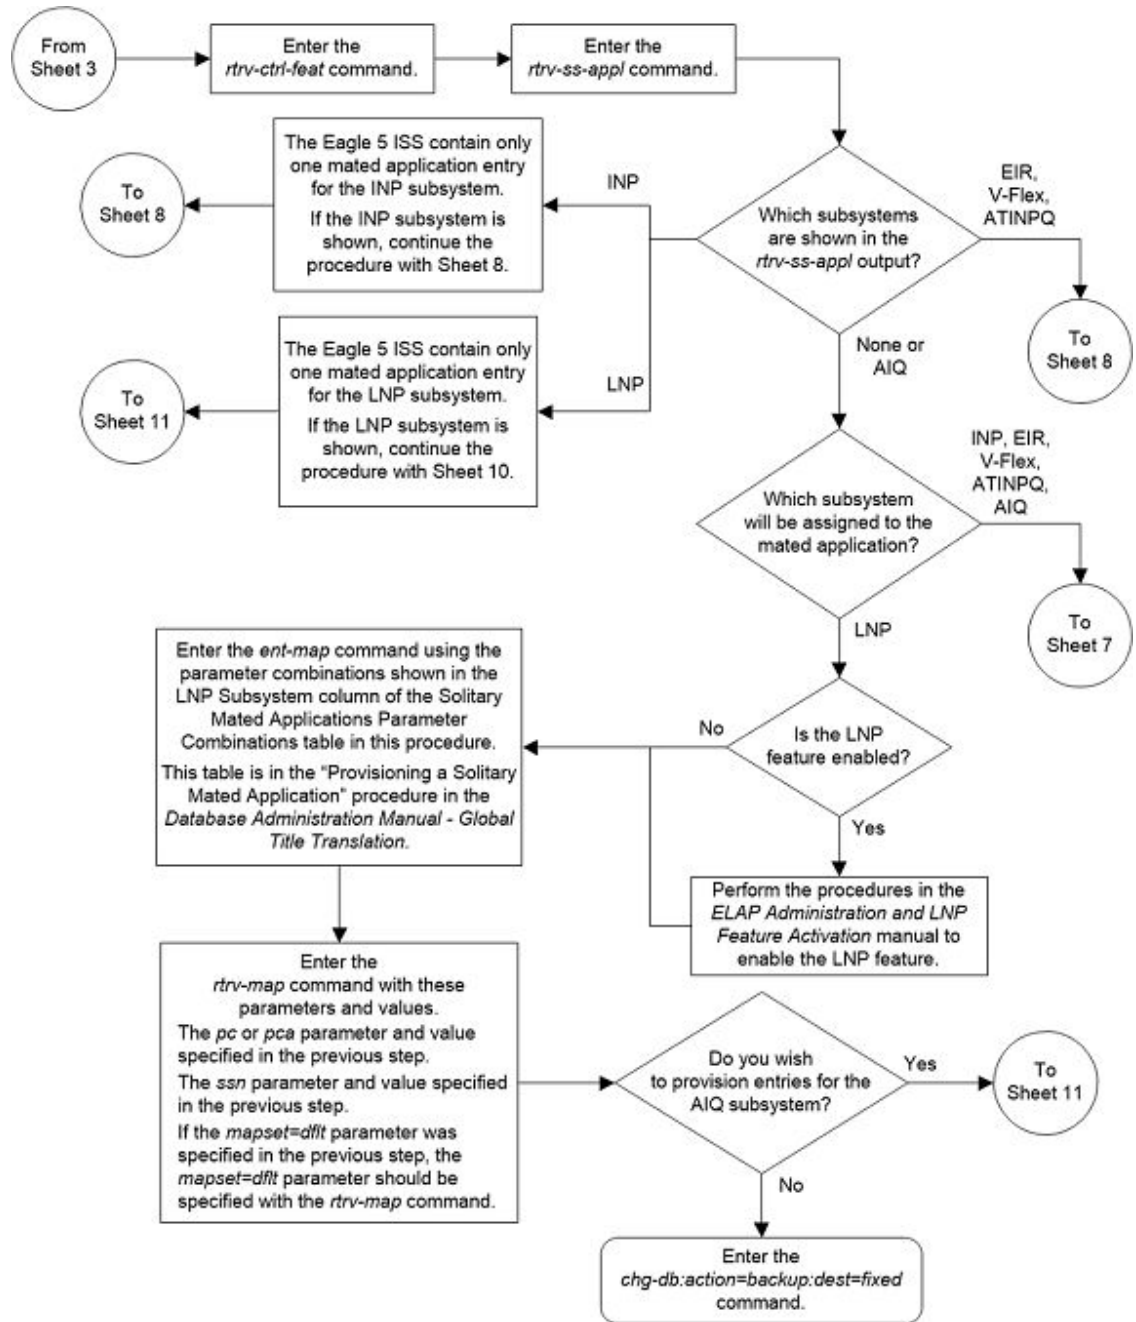 From
Sheet 3
Enter the
rtrv-ctrl-feat command.
Enter the
rtrv-ss-appl command.
The Eagle 5 ISS contain only
one mated application entry
for the INP subsystem.
If the INP subsystem is
shown, continue the
procedure with Sheet 8.
To
Sheet 8
INP
Which subsystems
are shown in the
rtrv-ss-appl output?
EIR,
V-Flex,
ATINPQ
To
Sheet 8
The Eagle 5 ISS contain only
one mated application entry
for the LNP subsystem.
If the LNP subsystem is
shown, continue the
procedure with Sheet 10.
To
Sheet 11
LNP
None or
AIQ
Which subsystem
will be assigned to the
mated application?
INP, EIR,
V-Flex,
ATINPQ,
AIQ
To
Sheet 7
LNP
Is the LNP
feature enabled?
No
Yes
Enter the ent-map command using the
parameter combinations shown in the
LNP Subsystem column of the Solitary
Mated Applications Parameter
Combinations table in this procedure.
This table is in the “Provisioning a Solitary
Mated Application” procedure in the
Database Administration Manual - Global
Title Translation.
Perform the procedures in the
ELAP Administration and LNP
Feature Activation manual to
enable the LNP feature.
Enter the
rtrv-map command with these
parameters and values.
The pc or pca parameter and value
specified in the previous step.
The ssn parameter and value specified
in the previous step.
If the mapset=dflt parameter was
specified in the previous step, the
mapset=dflt parameter should be
specified with the rtrv-map command.
Do you wish
to provision entries for the
AIQ subsystem?
Yes
To
Sheet 11
No
Enter the
chg-db:action=backup:dest=fixed
command.